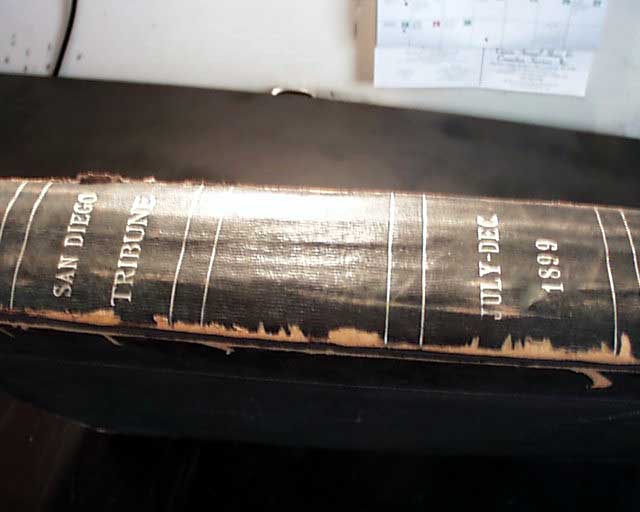 SAN DIEGO
TRIBUNE
JULY-DEC
1899